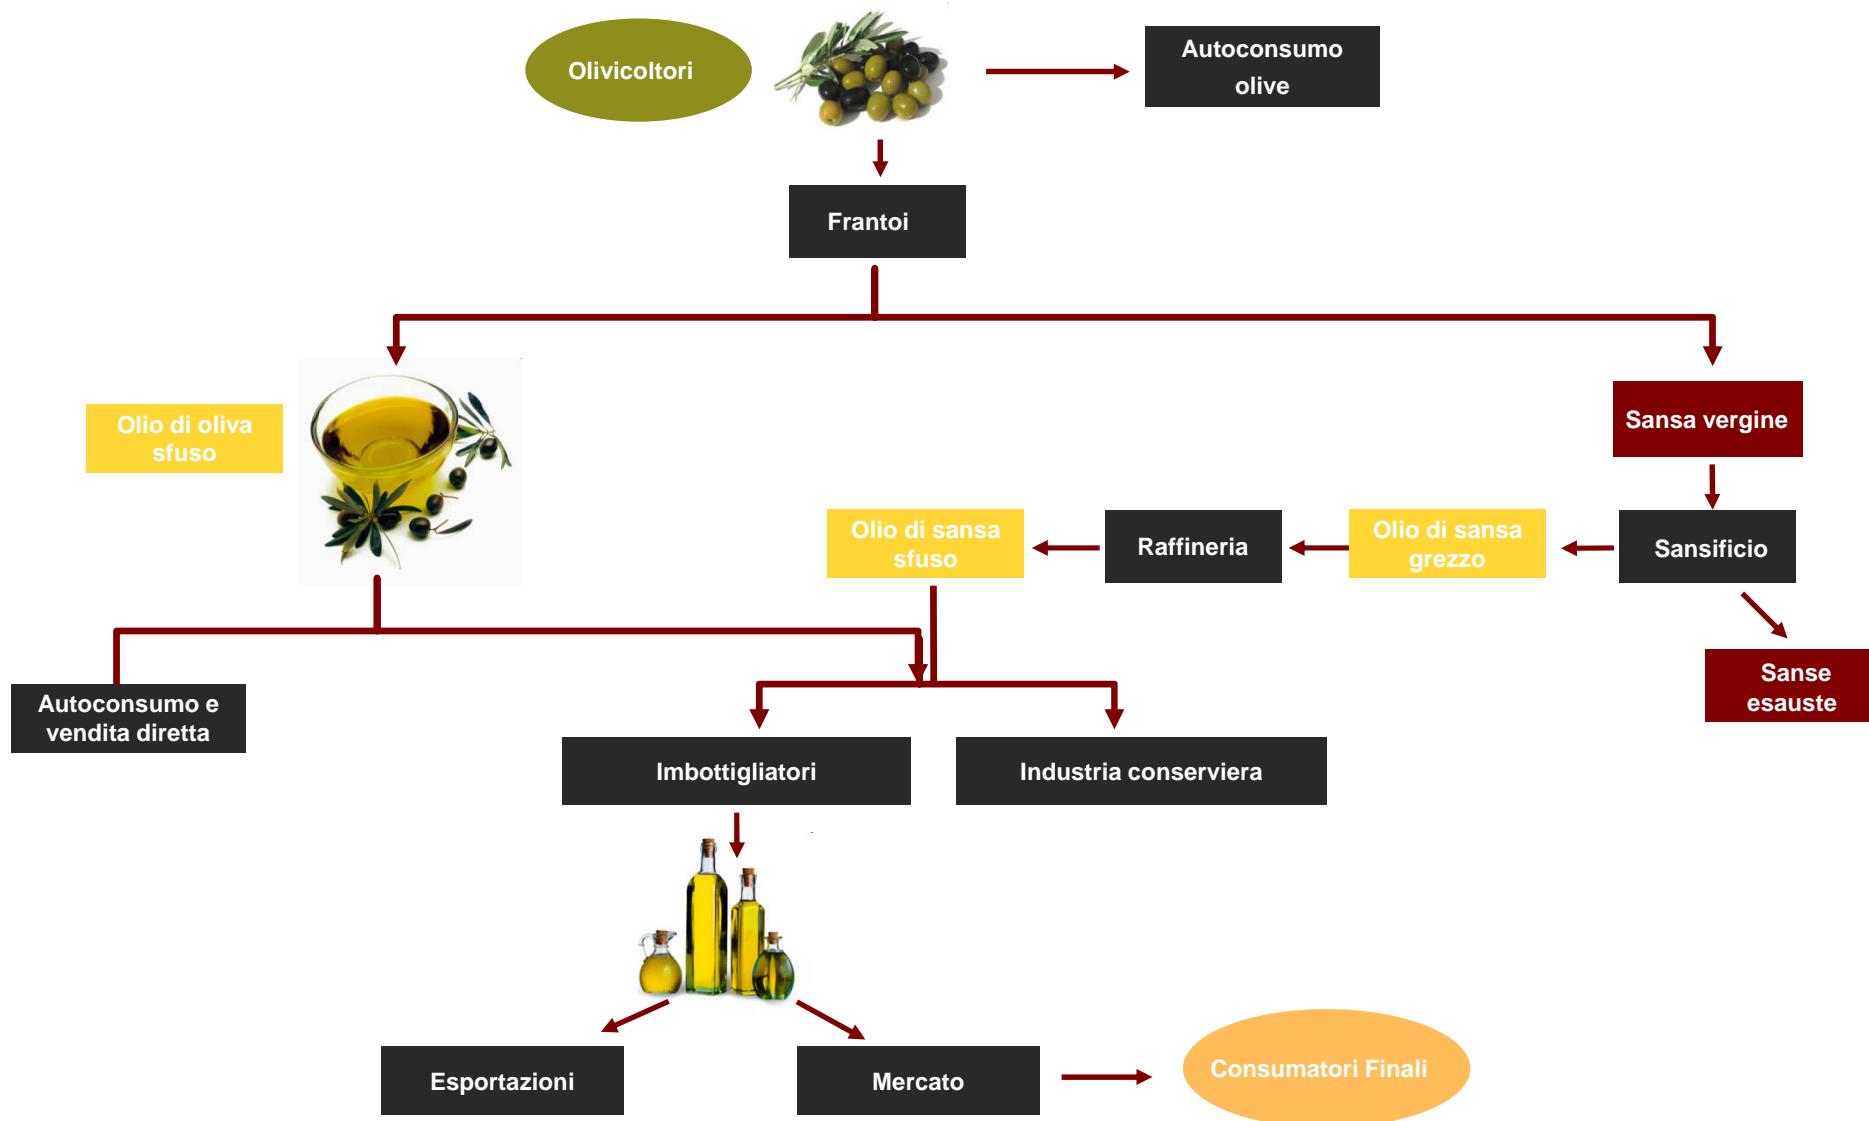 Olivicoltori
Autoconsumo
olive
Frantoi
Olio di oliva
sfuso
Sansa vergine
Olio di sansa
sfuso
Raffineria
Olio di sansa
grezzo
Sansificio
Autoconsumo e
vendita diretta
Sanse
esauste
Imbottigliatori
Industria conserviera
Esportazioni
Mercato
Consumatori Finali